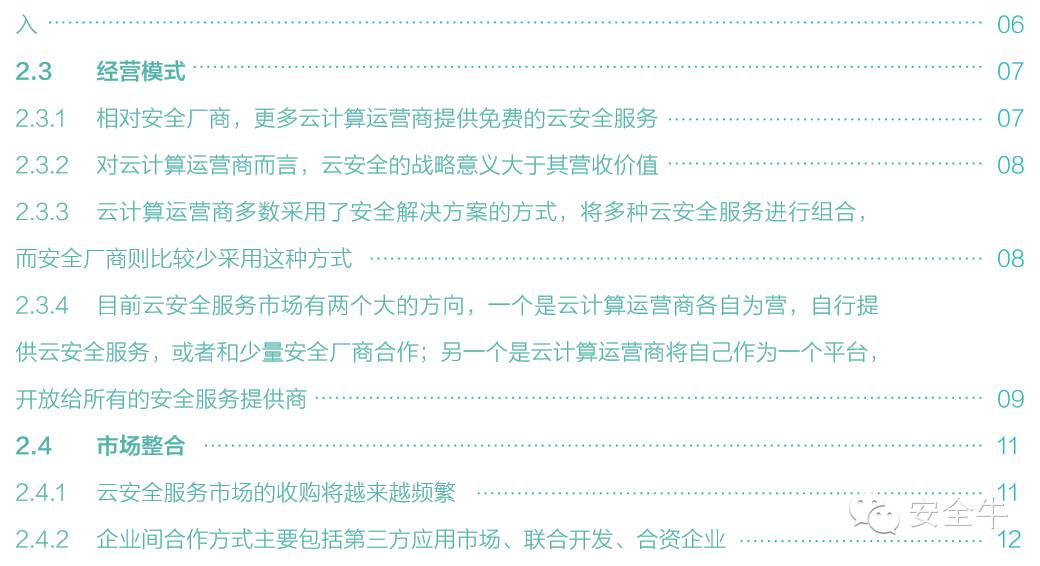 入 06
2.3 经营模式 07
2.3.1 相对安全厂商，更多云计算运营商提供免费的云安全服务 07
2.3.2 对云计算运营商而言，云安全的战略意义大于其营收价值 08
2.3.3 云计算运营商多数采用了安全解决方案的方式，将多种云安全服务进行组合，
而安全厂商则比较少采用这种方式 08
2.3.4 目前云安全服务市场有两个大的方向，一个是云计算运营商各自为营，自行提
供云安全服务，或者和少量安全厂商合作；另一个是云计算运营商将自己作为一个平台，
开放给所有的安全服务提供商 09
2.4 市场整合 11
2.4.1 云安全服务市场的收购将越来越频繁 11
2.4.2 企业间合作方式主要包括第三方应用市场、联合开发、合资企业 12
安全牛